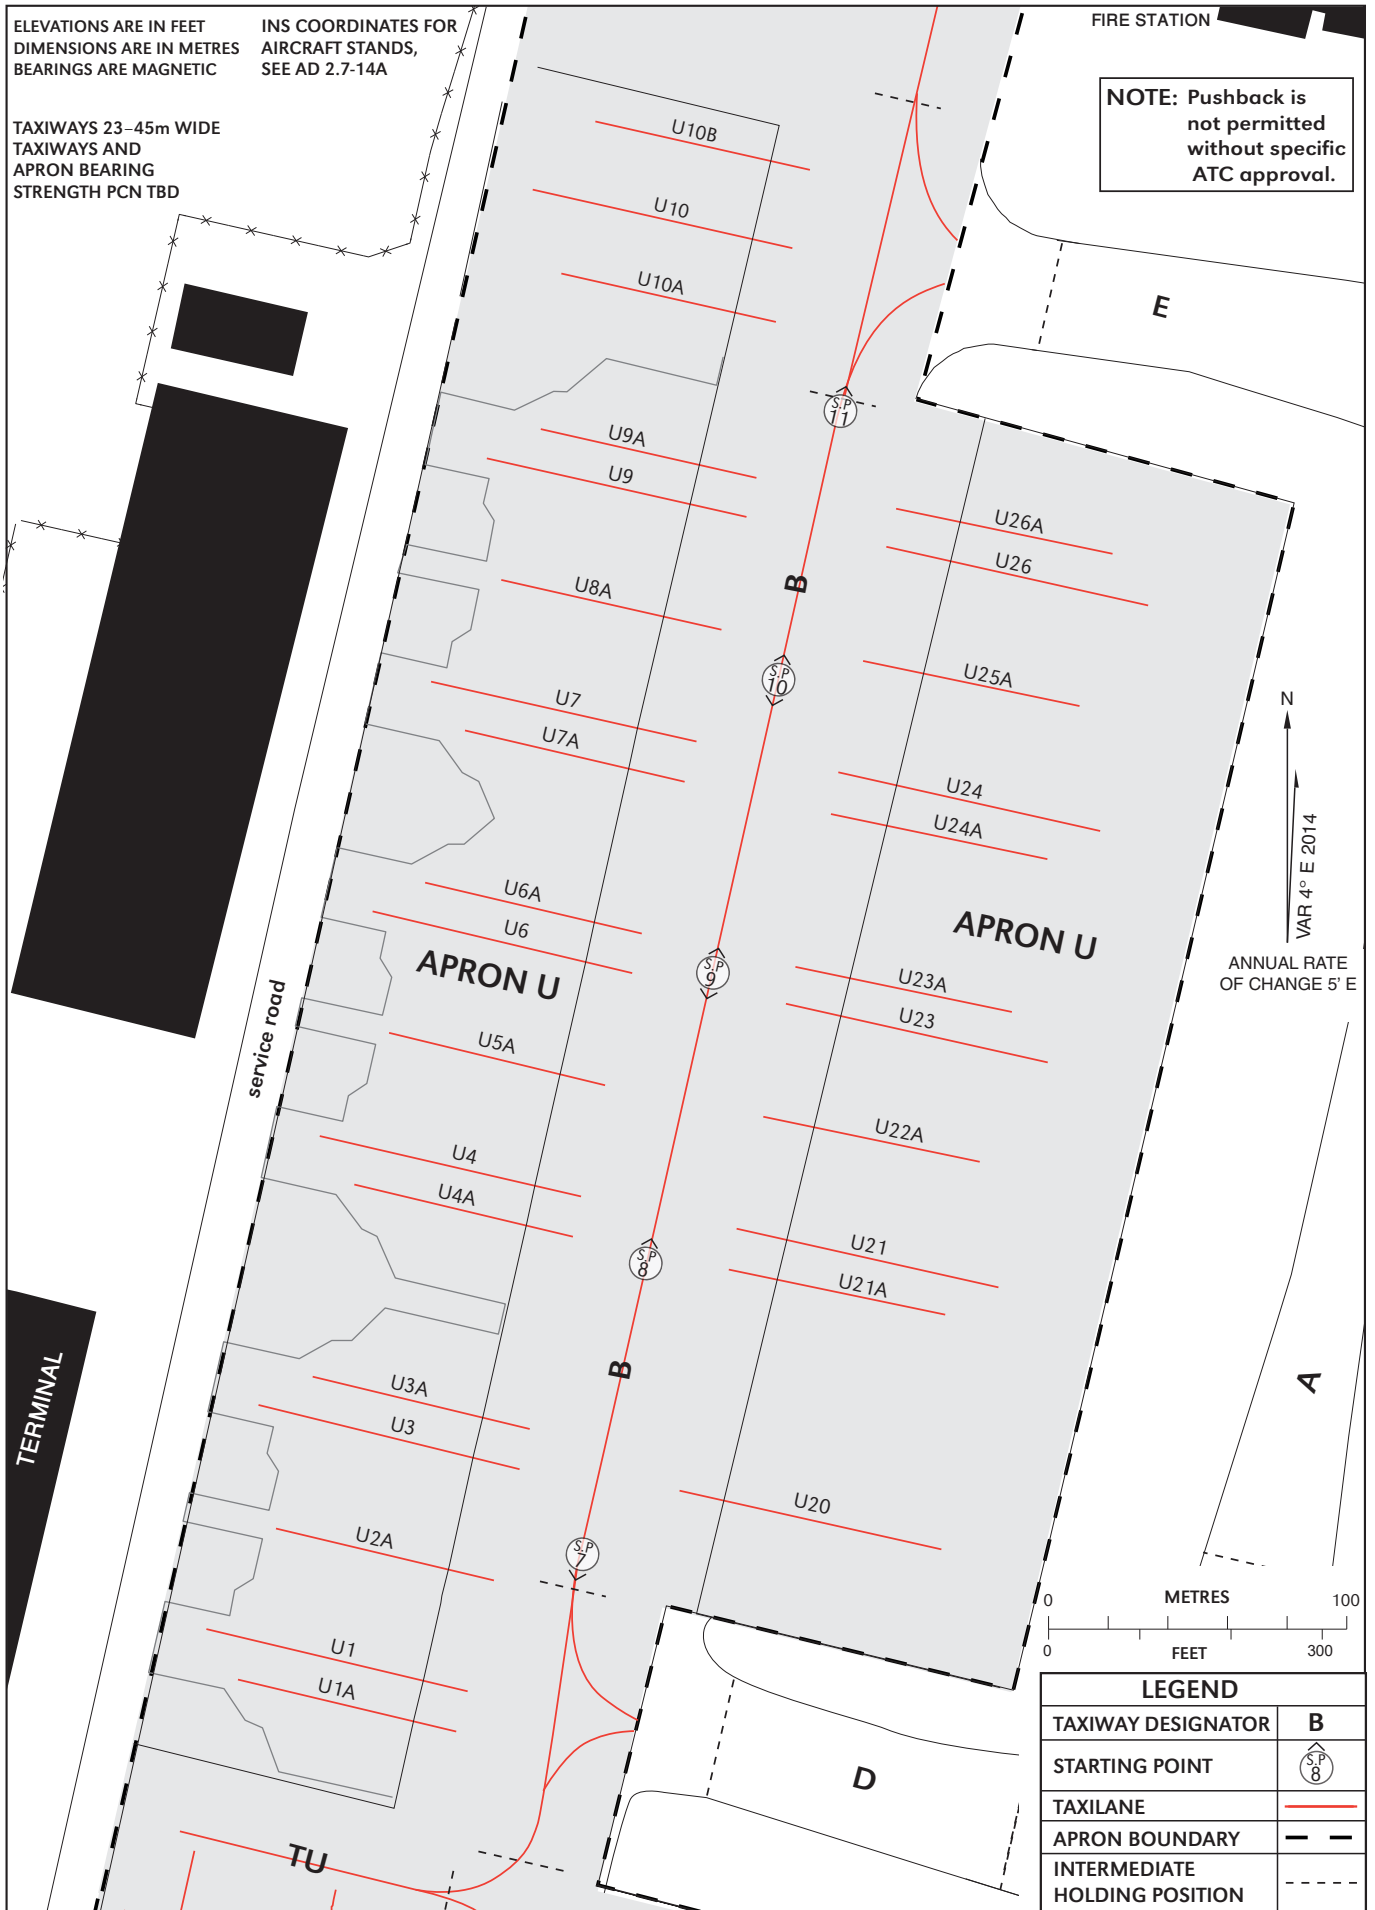 ELEVATIONS ARE IN FEET
DIMENSIONS ARE IN METRES
BEARINGS ARE MAGNETIC
INS COORDINATES FOR
AIRCRAFT STANDS,
SEE AD 2.7-14A
TAXIWAYS 23–45m WIDE
TAXIWAYS AND
APRON BEARING
STRENGTH PCN TBD
FIRE STATION
NOTE: Pushback is
not permitted
without specific
ATC approval.
U10B
U10
U10A
E
S.P
11
U9A
U9
U26A
U26
B
U8A
S.P
10
U25A
U7
U7A
N
U24
U24A
VAR 4° E 2014
U6A
U6
APRON U
APRON U
ANNUAL RATE
OF CHANGE 5' E
S.P
9
U23A
U23
service road
U5A
U22A
U4
U4A
S.P
8
U21
U21A
B
A
TERMINAL
U3A
U3
U20
U2A
S.P
7
0 METRES 100
0 FEET 300
U1
U1A
D
TU
LEGEND
TAXIWAY DESIGNATOR B
STARTING POINT S.P 8
TAXILANE
APRON BOUNDARY
INTERMEDIATE
HOLDING POSITION